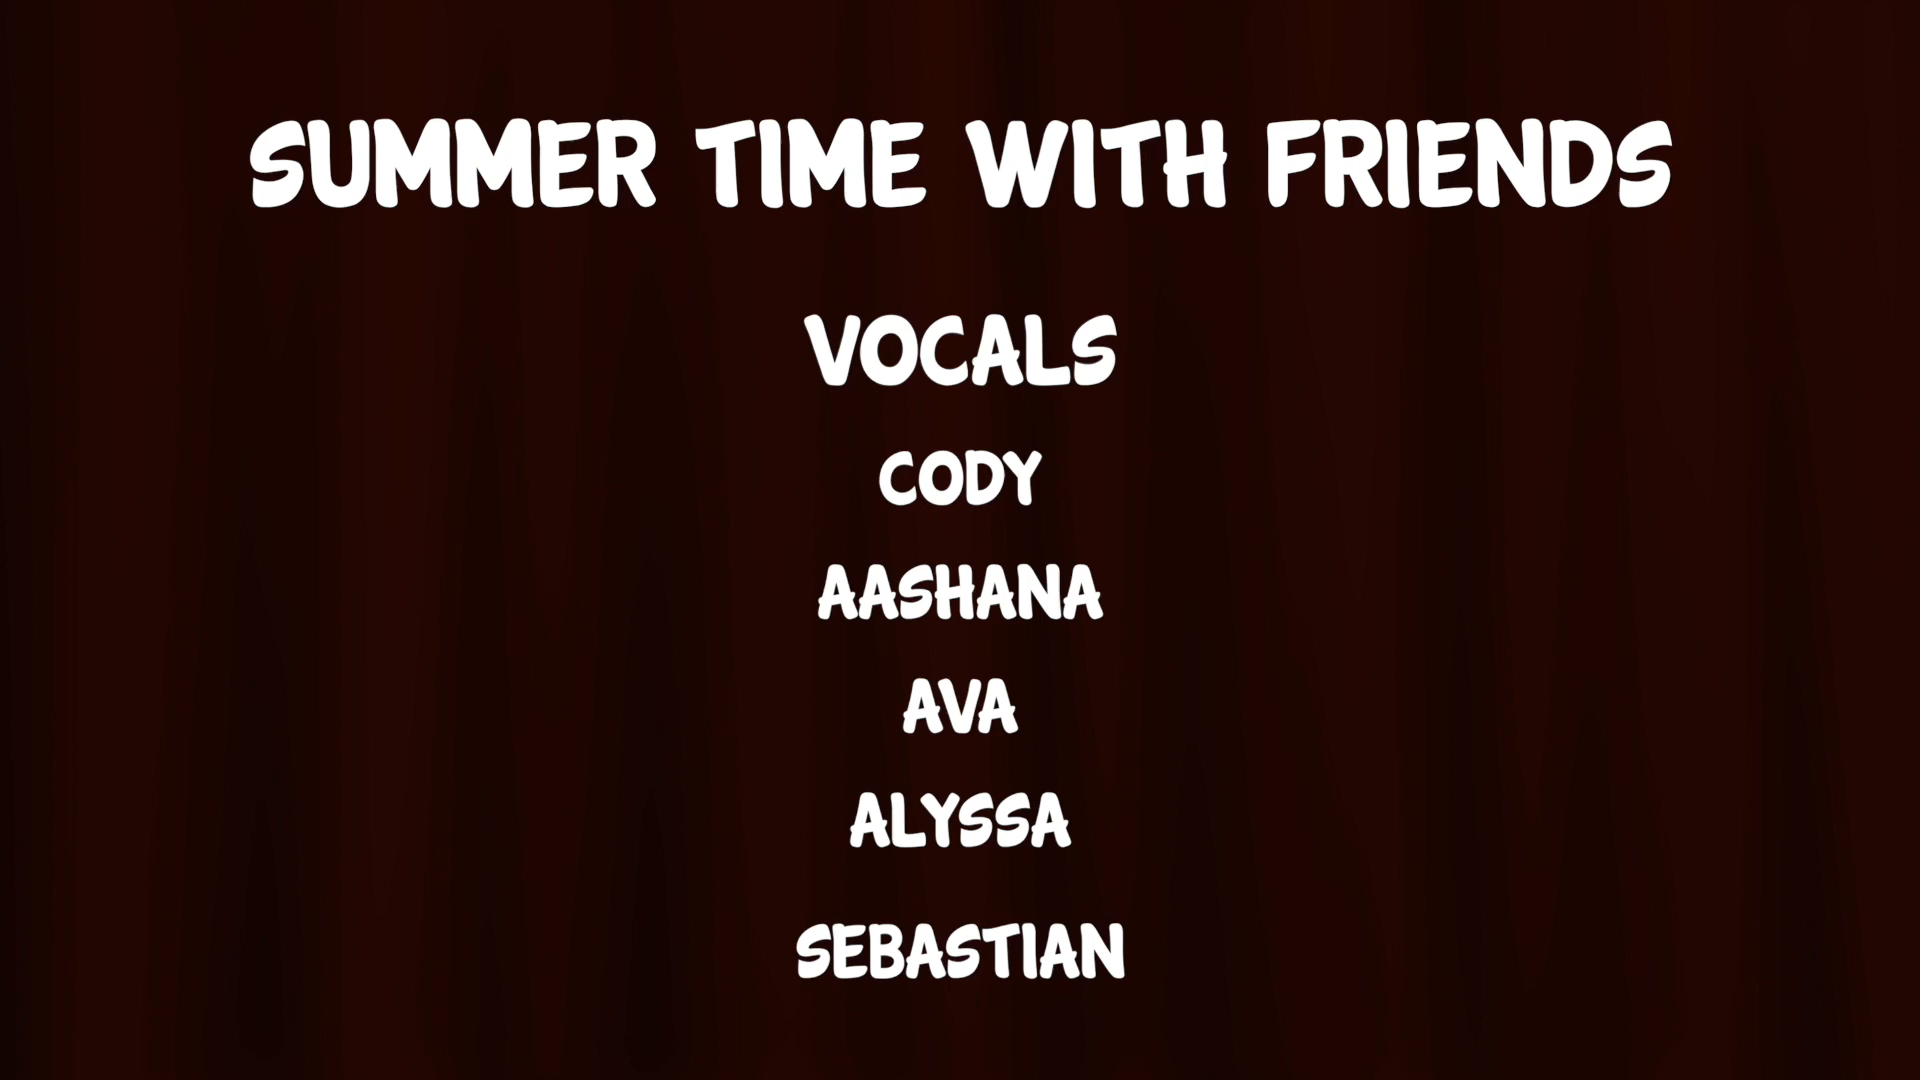 SUMMER TIME WITH FRIENDS
VOCALS
CODY
AASHANA
AVA
ALYSSA
SEBASTIAN